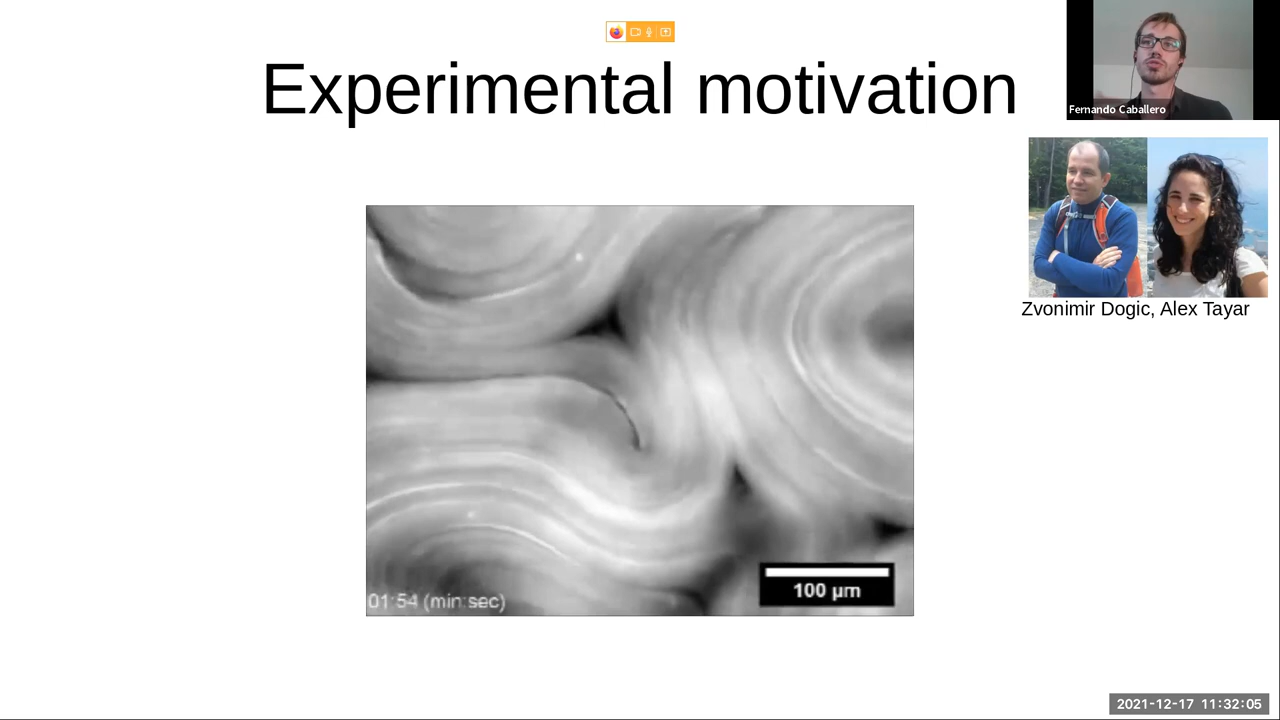 Experimental motivation
Fernando Caballero
Zvonimir Dogic, Alex Tayar
100 µm
01:54 (min:sec)
2021-12-17 11:32:05